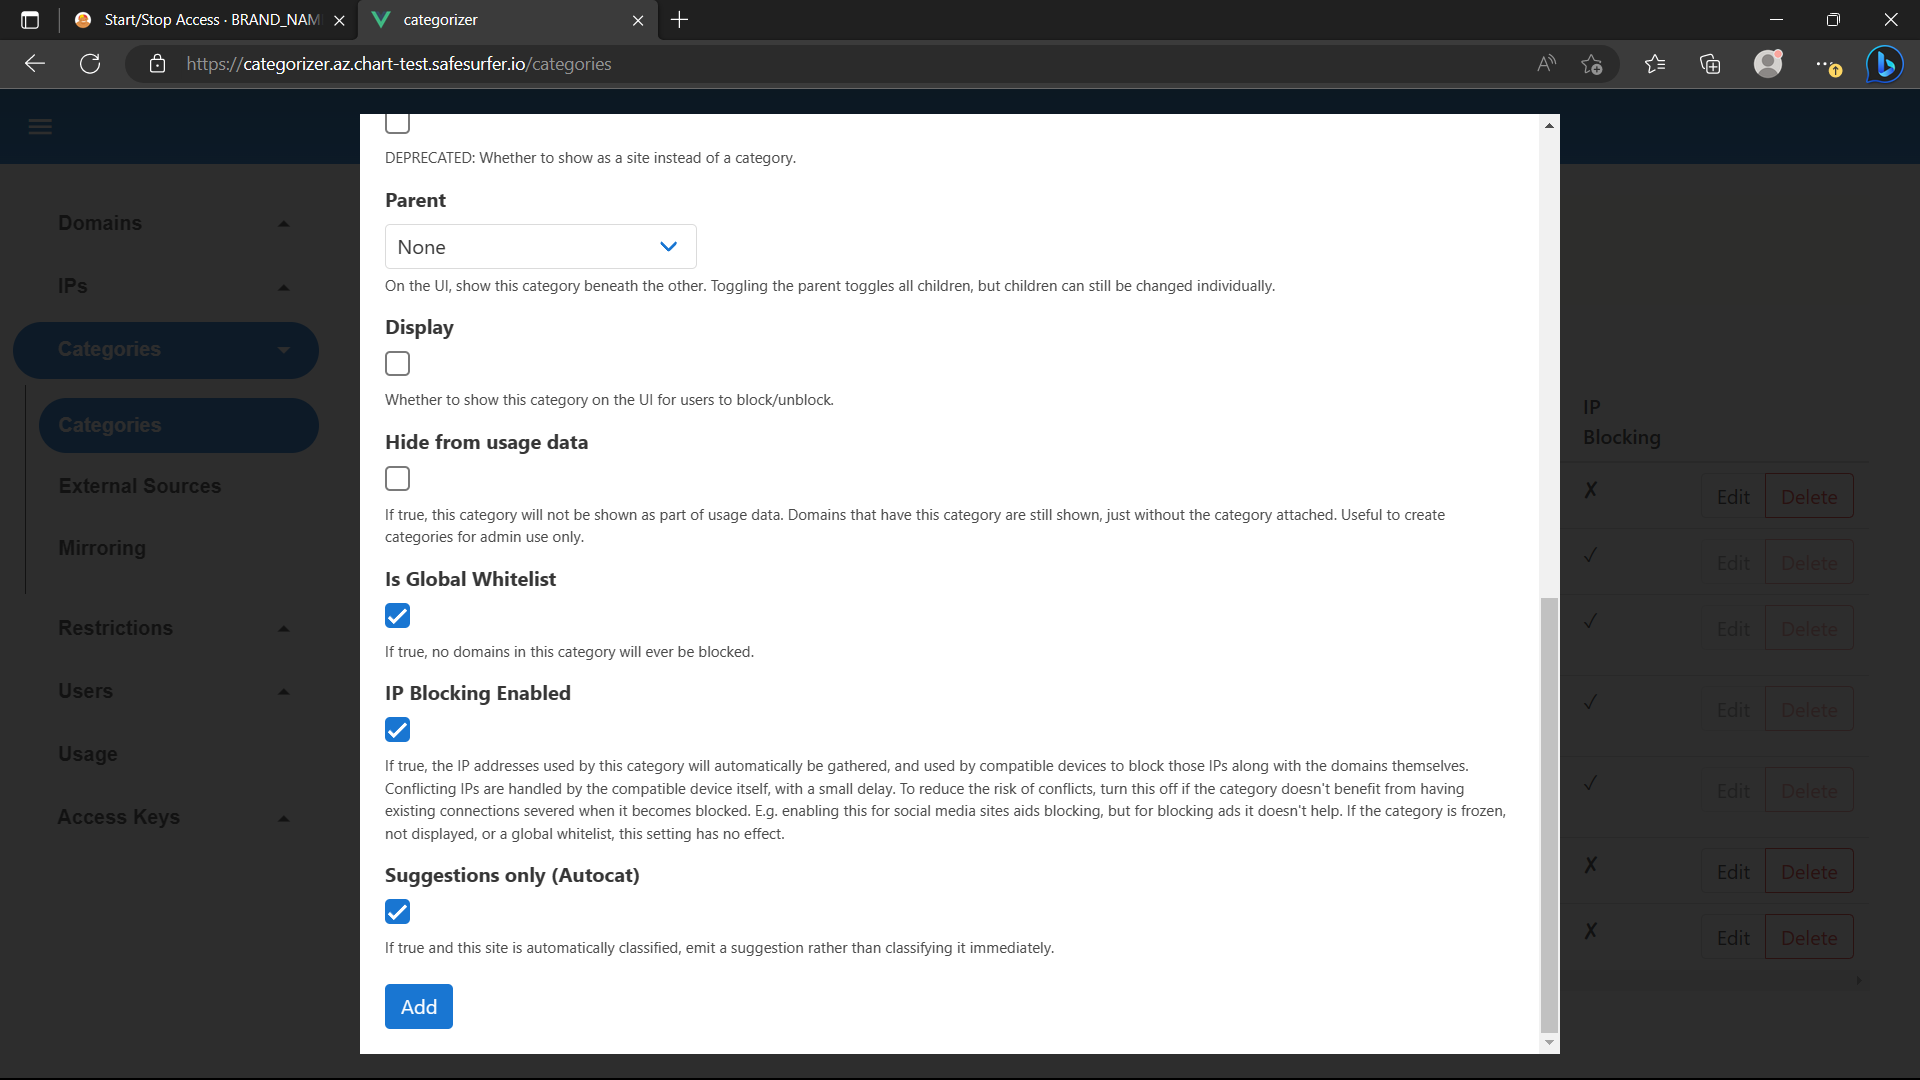 Start/Stop Access · BRAND_NAM
categorizer
https://categorizer.az.chart-test.safesurfer.io/categories
Domains
IPs
Categories
Categories
External Sources
Mirroring
Restrictions
Users
Usage
Access Keys
DEPRECATED: Whether to show as a site instead of a category.
Parent
None
On the UI, show this category beneath the other. Toggling the parent toggles all children, but children can still be changed individually.
Display
Whether to show this category on the UI for users to block/unblock.
Hide from usage data
If true, this category will not be shown as part of usage data. Domains that have this category are still shown, just without the category attached. Useful to create
categories for admin use only.
Is Global Whitelist
If true, no domains in this category will ever be blocked.
IP Blocking Enabled
If true, the IP addresses used by this category will automatically be gathered, and used by compatible devices to block those IPs along with the domains themselves.
Conflicting IPs are handled by the compatible device itself, with a small delay. To reduce the risk of conflicts, turn this off if the category doesn't benefit from having
existing connections severed when it becomes blocked. E.g. enabling this for social media sites aids blocking, but for blocking ads it doesn't help. If the category is frozen,
not displayed, or a global whitelist, this setting has no effect.
Suggestions only (Autocat)
If true and this site is automatically classified, emit a suggestion rather than classifying it immediately.
Add
IP
Blocking
✗ Edit Delete
✓ Edit Delete
✓ Edit Delete
✓ Edit Delete
✓ Edit Delete
✗ Edit Delete
✗ Edit Delete